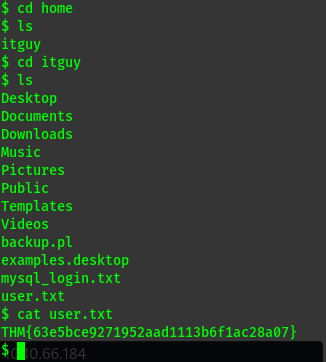 $ cd home
$ ls
itguy
$ cd itguy
$ ls
Desktop
Documents
Downloads
Music
Pictures
Public
Templates
Videos
backup.pl
examples.desktop
mysql_login.txt
user.txt
$ cat user.txt
THM{63e5bce9271952aad1113b6f1ac28a07}
$
0.66.184